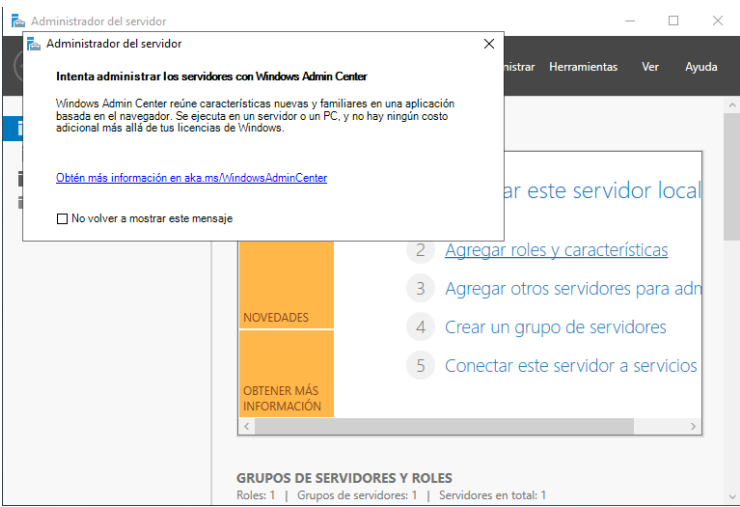 Administrador del servidor
Administrador del servidor
Intenta administrar los servidores con Windows Admin Center
Windows Admin Center reúne características nuevas y familiares en una aplicación
basada en el navegador. Se ejecuta en un servidor o un PC, y no hay ningún costo
adicional más allá de tus licencias de Windows.
Obtén más información en aka.ms/WindowsAdminCenter
No volver a mostrar este mensaje
nistrar Herramientas Ver Ayuda
ar este servidor local
2 Agregar roles y características
3 Agregar otros servidores para adm
4 Crear un grupo de servidores
5 Conectar este servidor a servicios
NOVEDADES
OBTENER MÁS
INFORMACIÓN
GRUPOS DE SERVIDORES Y ROLES
Roles: 1 | Grupos de servidores: 1 | Servidores en total: 1